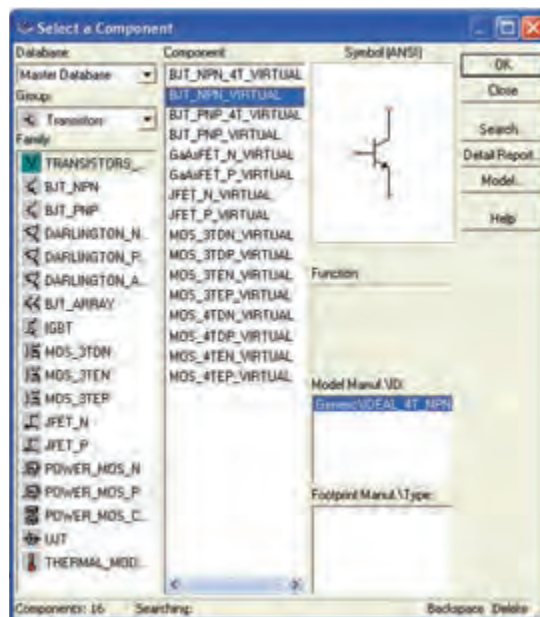 Select a Component
Database:
Master Database
Group:
Transistors
Family:
TRANSISTORS_...
BJT_NPN
BJT_PNP
DARLINGTON_N...
DARLINGTON_P...
DARLINGTON_A...
BJT_ARRAY
IGBT
MOS_3TDN
MOS_3TEN
MOS_3TEP
JFET_N
JFET_P
POWER_MOS_N
POWER_MOS_P
POWER_MOS_C...
UJT
THERMAL_MOD...
Component:
BJT_NPN_4T_VIRTUAL
BJT_NPN_VIRTUAL
BJT_PNP_4T_VIRTUAL
BJT_PNP_VIRTUAL
GaAsFET_N_VIRTUAL
GaAsFET_P_VIRTUAL
JFET_N_VIRTUAL
JFET_P_VIRTUAL
MOS_3TDN_VIRTUAL
MOS_3TDP_VIRTUAL
MOS_3TEN_VIRTUAL
MOS_3TEP_VIRTUAL
MOS_4TDN_VIRTUAL
MOS_4TDP_VIRTUAL
MOS_4TEN_VIRTUAL
MOS_4TEP_VIRTUAL
Symbol (ANSI)
Function:
Model Manuf.\ID:
Generic\IDEAL_4T_NPN
Footprint Manuf.\Type:
OK
Close
Search...
Detail Report...
Model...
Help
Components: 16
Searching:
Backspace
Delete